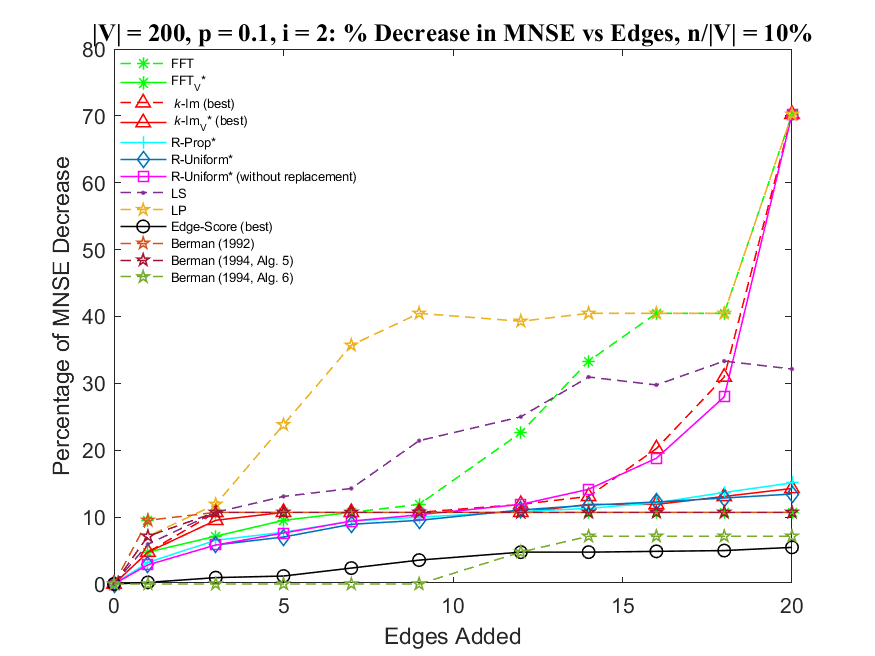 |V| = 200, p = 0.1, i = 2: % Decrease in MNSE vs Edges, n/|V| = 10%
80
70
60
50
40
30
20
10
0
Percentage of MNSE Decrease
FFT
FFT_V*
k-Im (best)
k-Im_V* (best)
R-Prop*
R-Uniform*
R-Uniform* (without replacement)
LS
LP
Edge-Score (best)
Berman (1992)
Berman (1994, Alg. 5)
Berman (1994, Alg. 6)
0 5 10 15 20
Edges Added